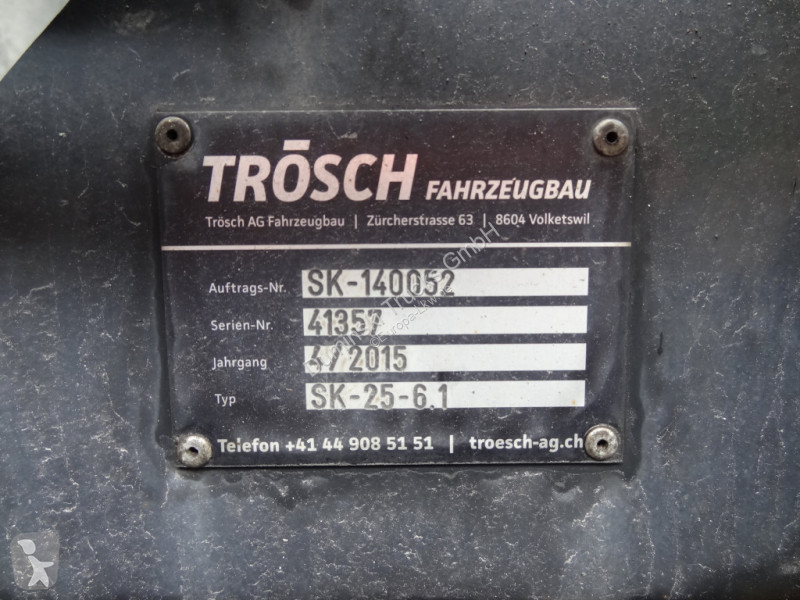 TRÖSCH FAHRZEUGBAU
Trösch AG Fahrzeugbau | Zürcherstrasse 63 | 8604 Volketswil
Auftrags-Nr. SK-140052
Serien-Nr. 41357
Jahrgang 4/2015
Typ SK-25-6.1
Telefon +41 44 908 51 51 | troesch-ag.ch